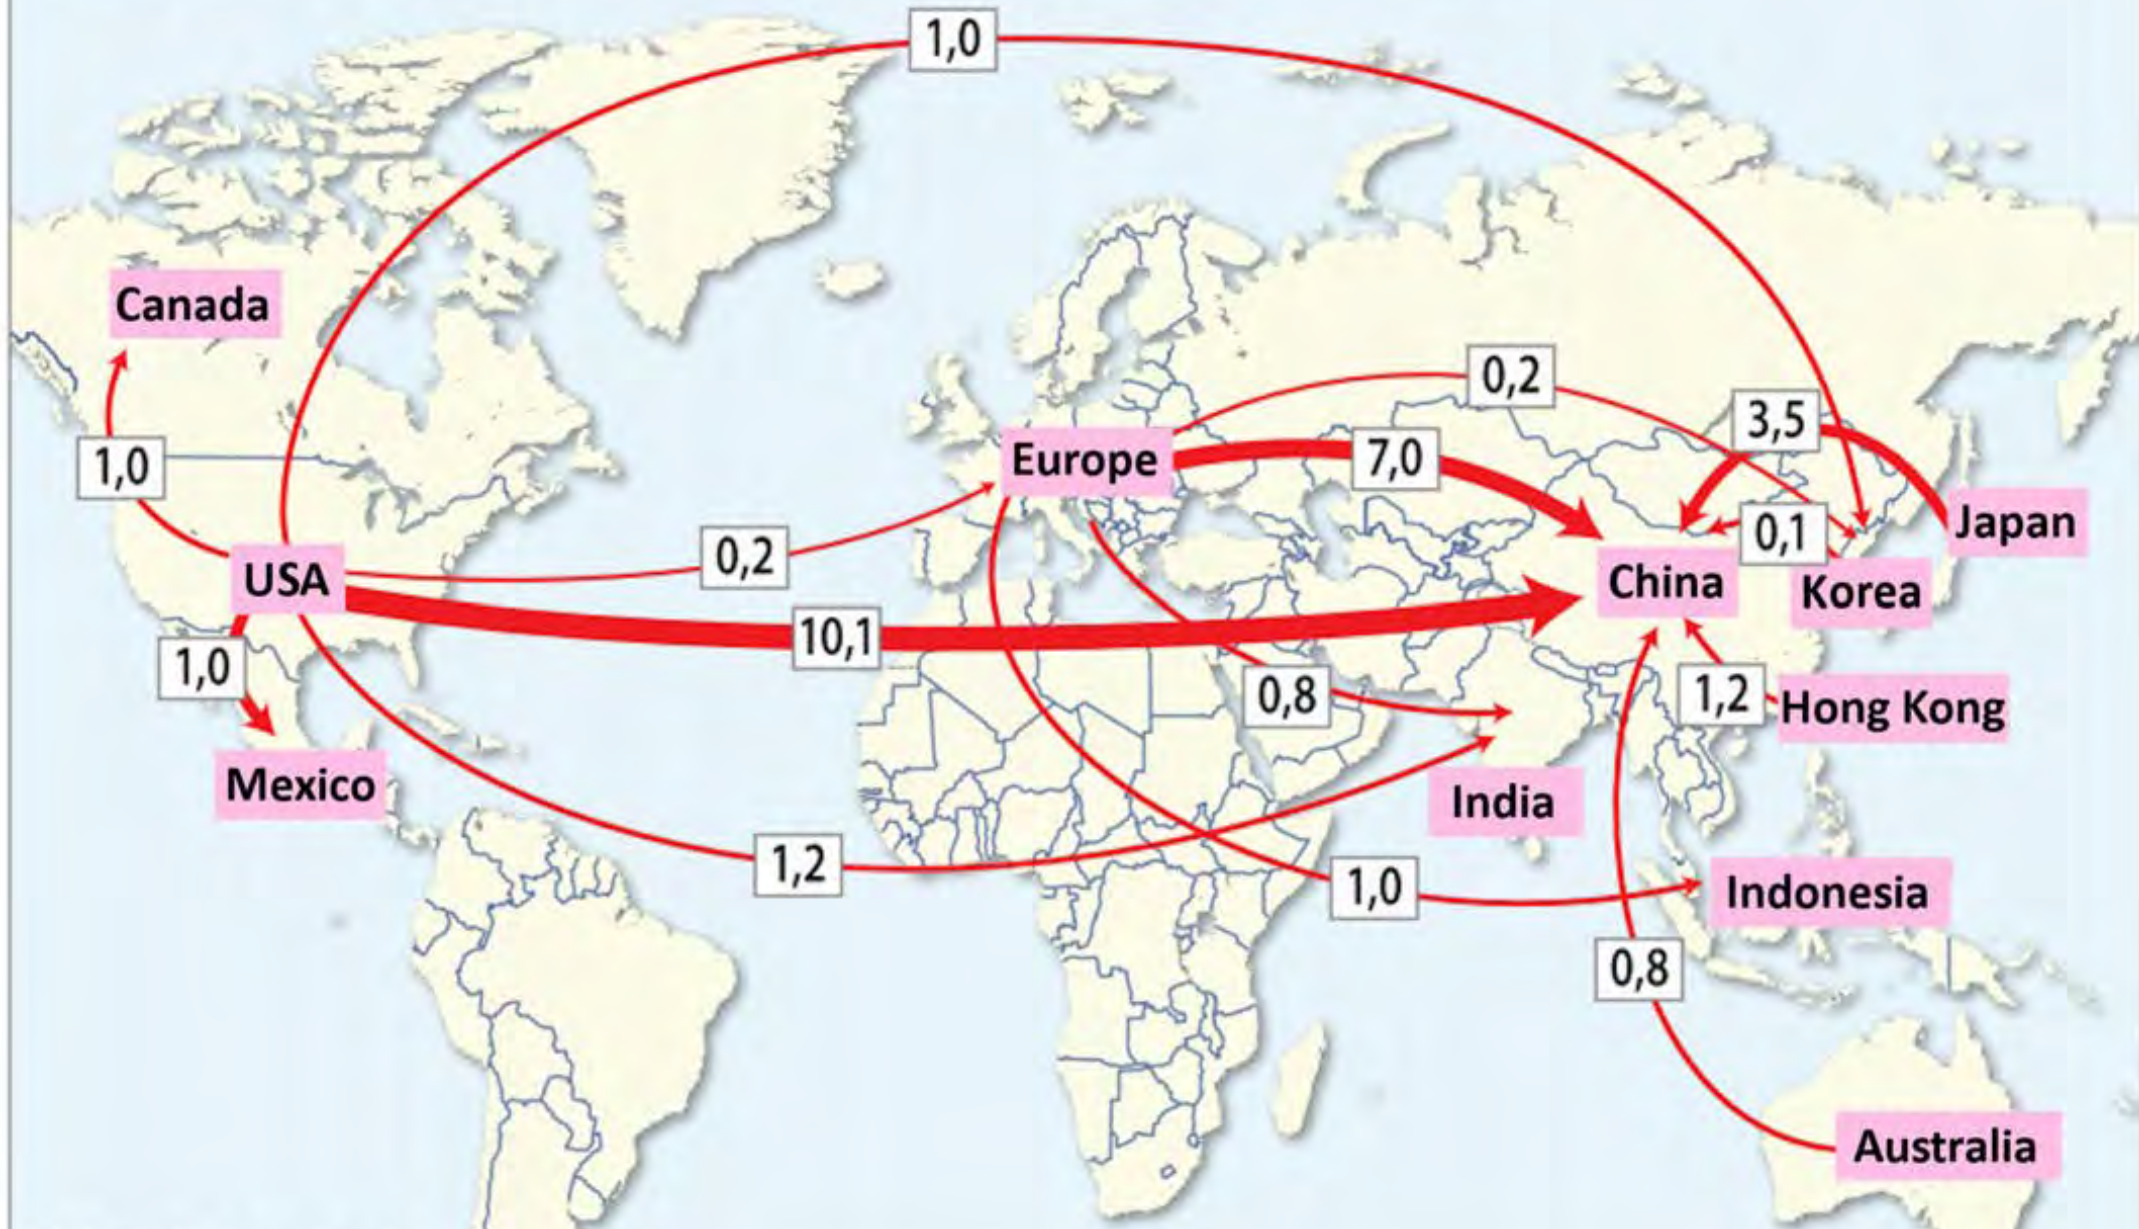 1,0
Canada
0,2
3,5
1,0
Europe
7,0
Japan
0,2
0,1
USA
China
Korea
10,1
1,0
0,8
1,2
Hong Kong
Mexico
India
1,2
1,0
Indonesia
0,8
Australia